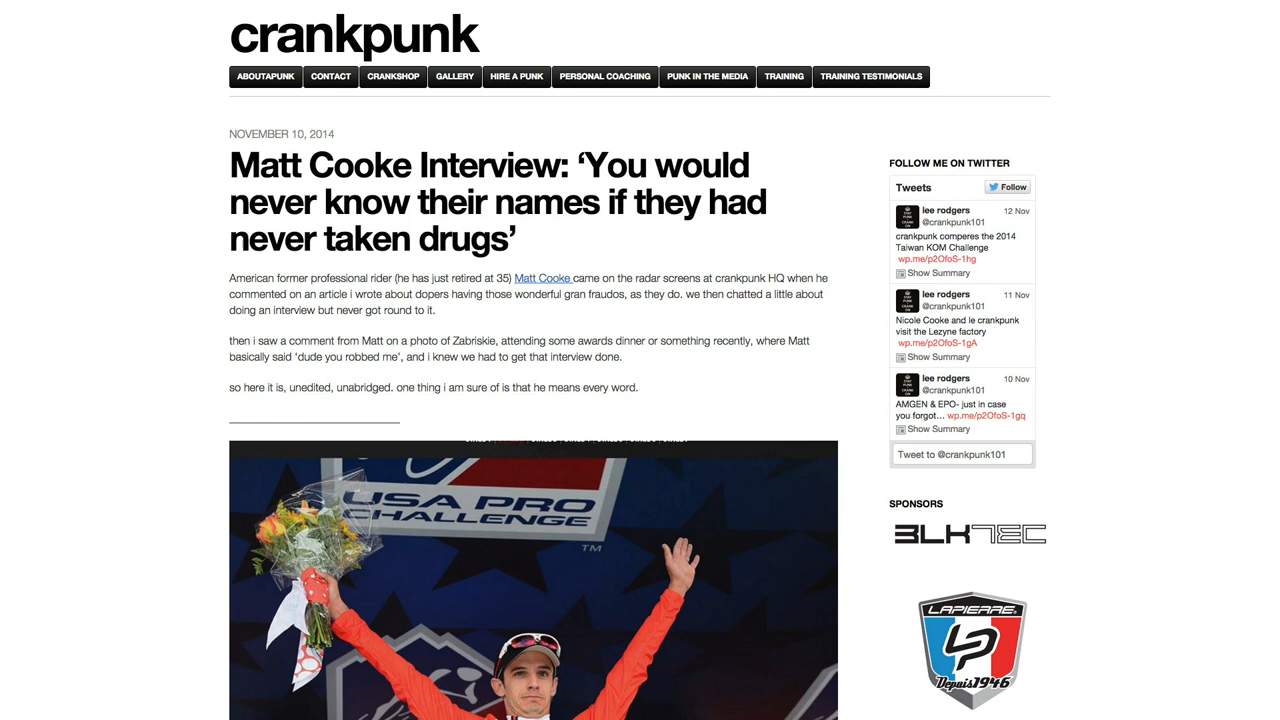 crankpunk
ABOUTAPUNK CONTACT CRANKSHOP GALLERY HIRE A PUNK PERSONAL COACHING PUNK IN THE MEDIA TRAINING TRAINING TESTIMONIALS
NOVEMBER 10, 2014
Matt Cooke Interview: ‘You would
never know their names if they had
never taken drugs’
American former professional rider (he has just retired at 35) Matt Cooke came on the radar screens at crankpunk HQ when he
commented on an article i wrote about dopers having those wonderful gran fraudos, as they do. we then chatted a little about
doing an interview but never got round to it.
then i saw a comment from Matt on a photo of Zabriskie, attending some awards dinner or something recently, where Matt
basically said ‘dude you robbed me’, and i knew we had to get that interview done.
so here it is, unedited, unabridged. one thing i am sure of is that he means every word.
USA PRO
CHALLENGE
TM
FOLLOW ME ON TWITTER
Tweets Follow
lee rodgers 12 Nov
@crankpunk101
crankpunk comperes the 2014
Taiwan KOM Challenge
wp.me/p2OfoS-1hg
Show Summary
lee rodgers 11 Nov
@crankpunk101
Nicole Cooke and le crankpunk
visit the Lezyne factory
wp.me/p2OfoS-1gA
Show Summary
lee rodgers 10 Nov
@crankpunk101
AMGEN & EPO- just in case
you forgot… wp.me/p2OfoS-1gq
Show Summary
Tweet to @crankpunk101
SPONSORS
BLKTEC
LAPIERRE
LP
Depuis 1946